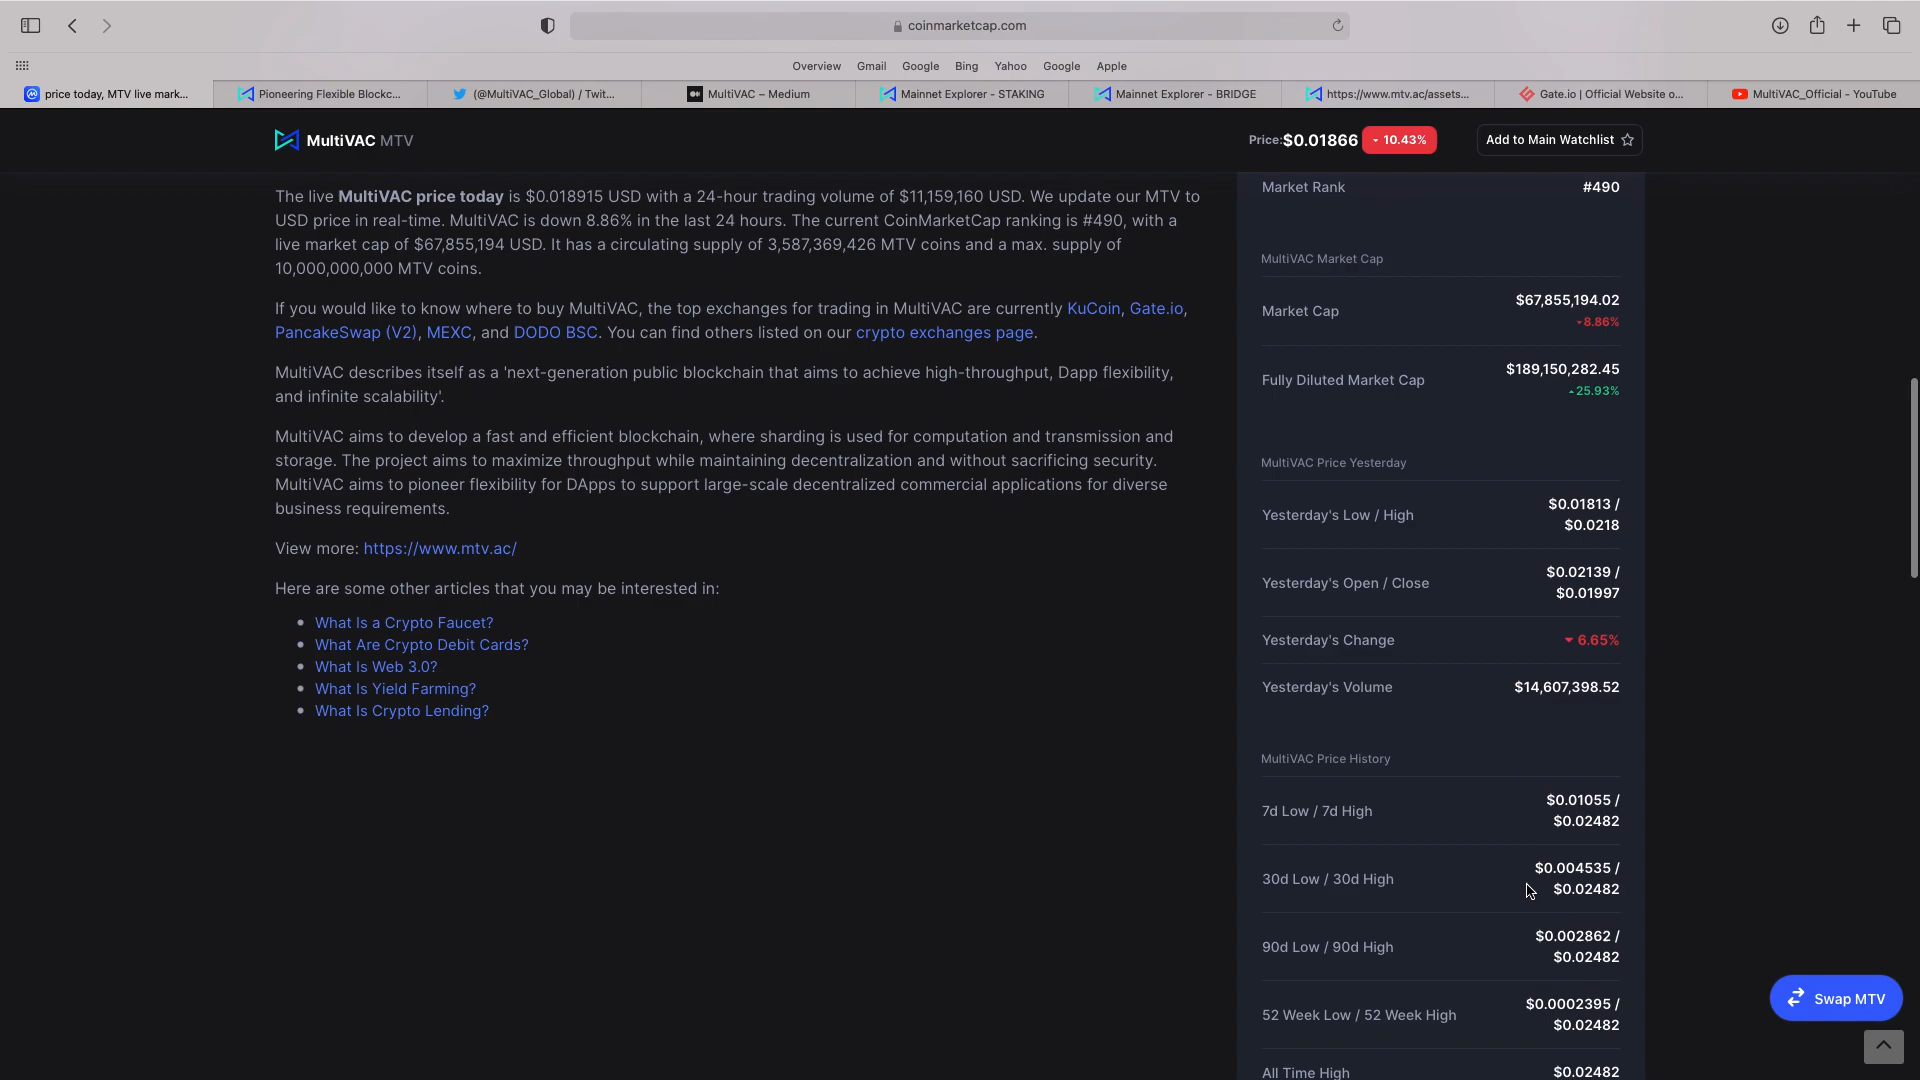 coinmarketcap.com
Overview Gmail Google Bing Yahoo Google Apple
price today, MTV live mark...
Pioneering Flexible Blockc...
(@MultiVAC_Global) / Twit...
MultiVAC – Medium
Mainnet Explorer - STAKING
Mainnet Explorer - BRIDGE
https://www.mtv.ac/assets...
Gate.io | Official Website o...
MultiVAC_Official - YouTube
MultiVAC MTV
Price:$0.01866 10.43%
Add to Main Watchlist
The live MultiVAC price today is $0.018915 USD with a 24-hour trading volume of $11,159,160 USD. We update our MTV to
USD price in real-time. MultiVAC is down 8.86% in the last 24 hours. The current CoinMarketCap ranking is #490, with a
live market cap of $67,855,194 USD. It has a circulating supply of 3,587,369,426 MTV coins and a max. supply of
10,000,000,000 MTV coins.
If you would like to know where to buy MultiVAC, the top exchanges for trading in MultiVAC are currently KuCoin, Gate.io,
PancakeSwap (V2), MEXC, and DODO BSC. You can find others listed on our crypto exchanges page.
MultiVAC describes itself as a 'next-generation public blockchain that aims to achieve high-throughput, Dapp flexibility,
and infinite scalability'.
MultiVAC aims to develop a fast and efficient blockchain, where sharding is used for computation and transmission and
storage. The project aims to maximize throughput while maintaining decentralization and without sacrificing security.
MultiVAC aims to pioneer flexibility for DApps to support large-scale decentralized commercial applications for diverse
business requirements.
View more: https://www.mtv.ac/
Here are some other articles that you may be interested in:
What Is a Crypto Faucet?
What Are Crypto Debit Cards?
What Is Web 3.0?
What Is Yield Farming?
What Is Crypto Lending?
Market Rank #490
MultiVAC Market Cap
Market Cap $67,855,194.02
8.86%
Fully Diluted Market Cap $189,150,282.45
25.93%
MultiVAC Price Yesterday
Yesterday's Low / High $0.01813 /
$0.0218
Yesterday's Open / Close $0.02139 /
$0.01997
Yesterday's Change 6.65%
Yesterday's Volume $14,607,398.52
MultiVAC Price History
7d Low / 7d High $0.01055 /
$0.02482
30d Low / 30d High $0.004535 /
$0.02482
90d Low / 90d High $0.002862 /
$0.02482
52 Week Low / 52 Week High $0.0002395 /
$0.02482
All Time High $0.02482
Swap MTV